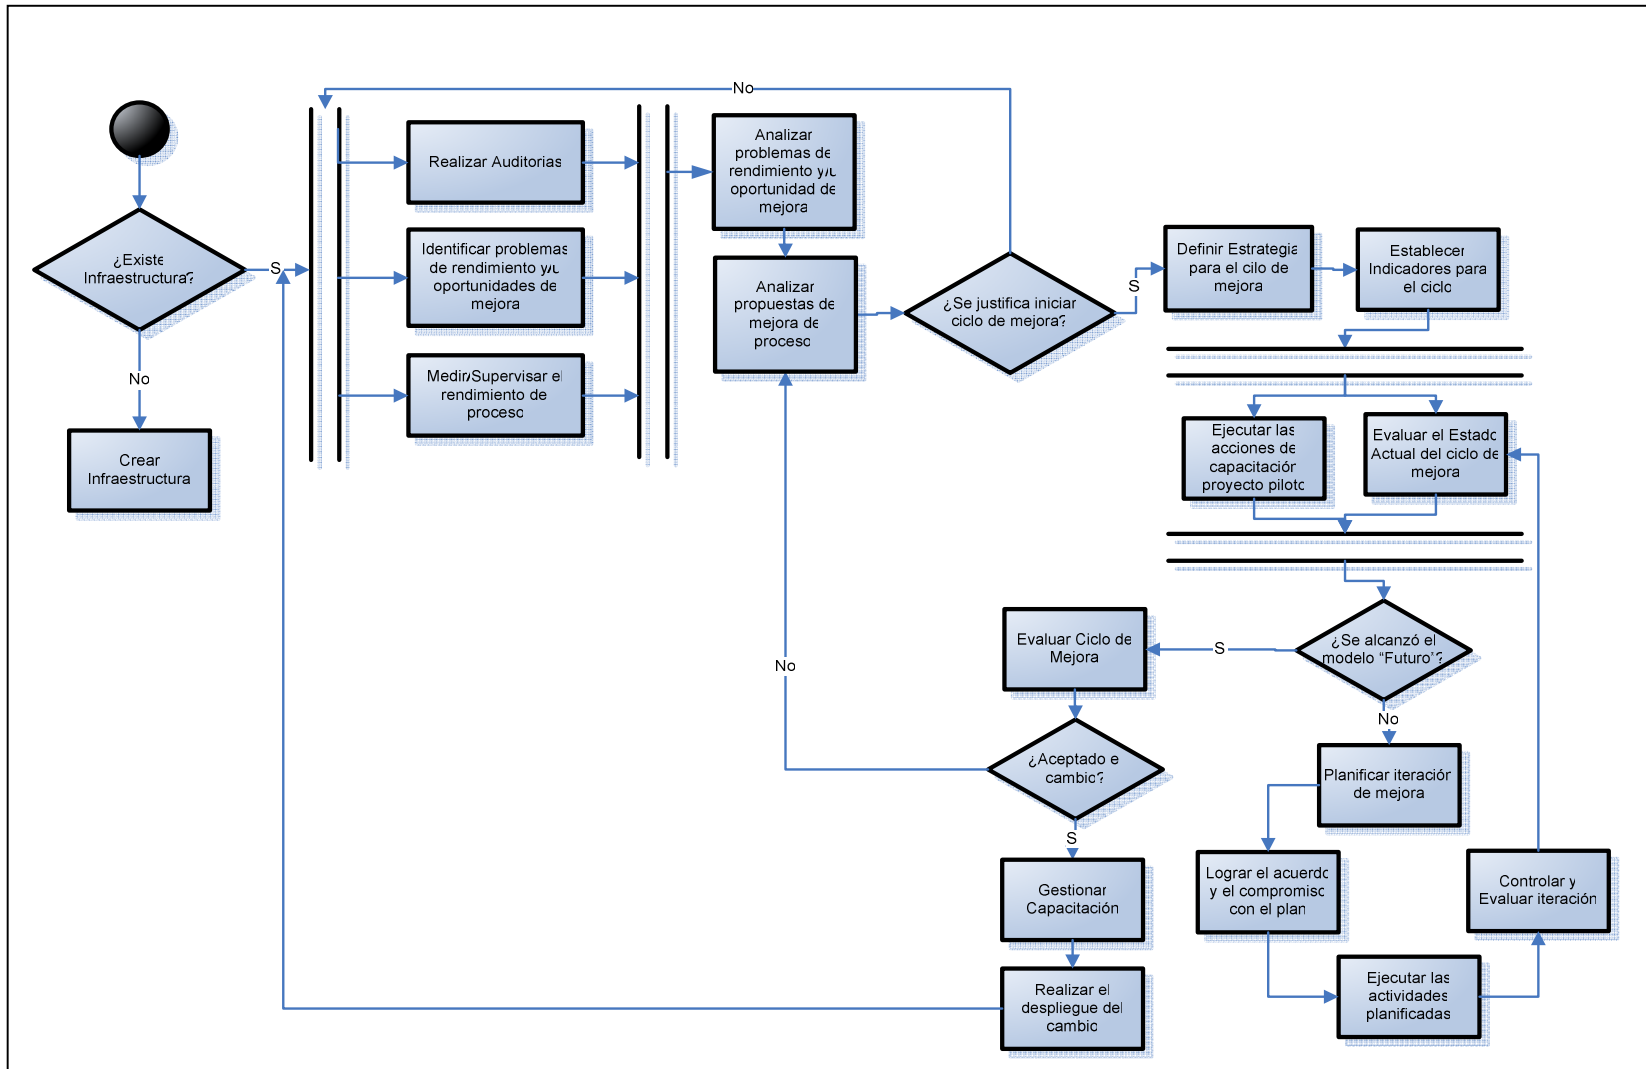 No
¿Existe
Infraestructura?
S
No
Crear
Infraestructura
Realizar Auditorias
Identificar problemas
de rendimiento y/u
oportunidades de
mejora
Medir/Supervisar el
rendimiento de
proceso
Analizar
problemas de
rendimiento y/u
oportunidad de
mejora
Analizar
propuestas de
mejora de
proceso
¿Se justifica iniciar
ciclo de mejora?
S
Definir Estrategia
para el cilo de
mejora
Establecer
Indicadores para
el ciclo
Ejecutar las
acciones de
capacitación
proyecto piloto
Evaluar el Estado
Actual del ciclo de
mejora
¿Se alcanzó el
modelo "Futuro"?
S
No
Evaluar Ciclo de
Mejora
¿Aceptado e
cambio?
No
S
Gestionar
Capacitación
Realizar el
despliegue del
cambio
Planificar iteración
de mejora
Lograr el acuerdo
y el compromiso
con el plan
Ejecutar las
actividades
planificadas
Controlar y
Evaluar iteración